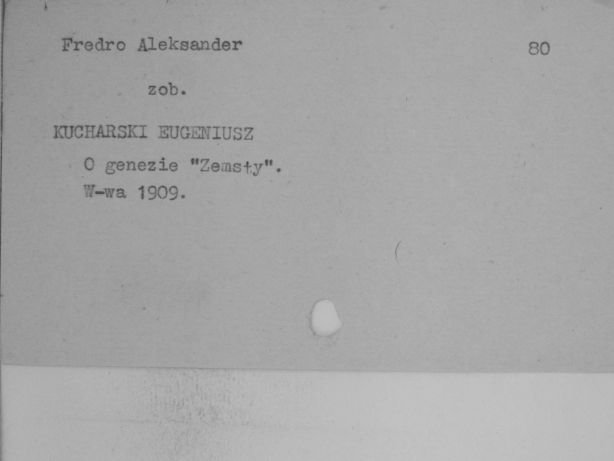 Fredro Aleksander 80
zob.
KUCHARSKI EUGENIUSZ
O genezie "Zemsty".
W-wa 1909.